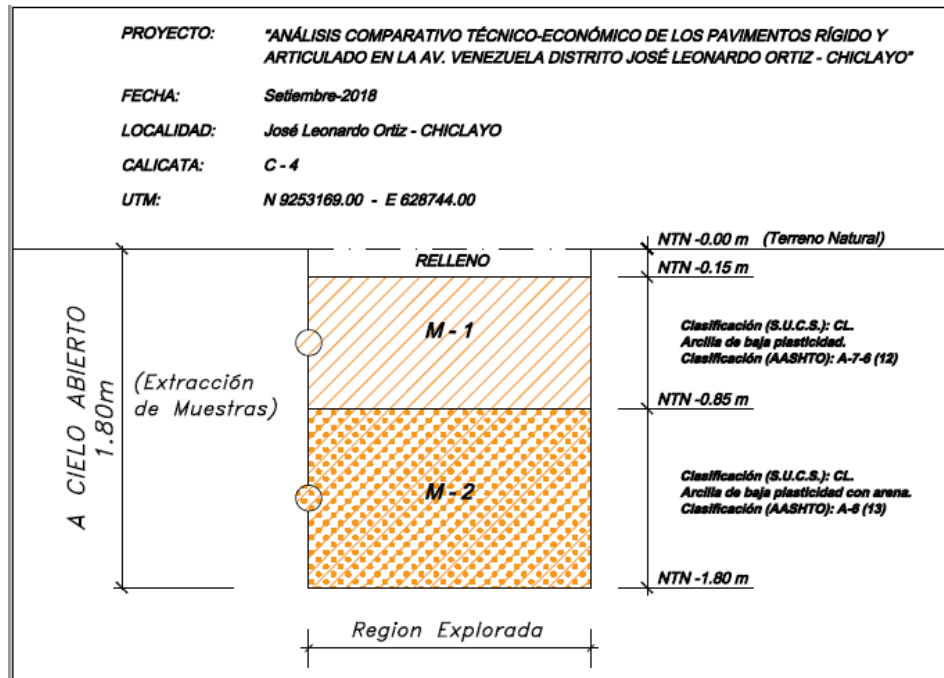 PROYECTO: "ANÁLISIS COMPARATIVO TÉCNICO-ECONÓMICO DE LOS PAVIMENTOS RÍGIDO Y
ARTICULADO EN LA AV. VENEZUELA DISTRITO JOSÉ LEONARDO ORTIZ - CHICLAYO"
FECHA: Setiembre-2018
LOCALIDAD: José Leonardo Ortiz - CHICLAYO
CALICATA: C - 4
UTM: N 9253169.00 - E 628744.00
NTN -0.00 m (Terreno Natural)
RELLENO
NTN -0.15 m
M - 1
Clasificación (S.U.C.S.): CL.
Arcilla de baja plasticidad.
Clasificación (AASHTO): A-7-6 (12)
A CIELO ABIERTO
1.80m
(Extracción
de Muestras)
NTN -0.85 m
M - 2
Clasificación (S.U.C.S.): CL.
Arcilla de baja plasticidad con arena.
Clasificación (AASHTO): A-6 (13)
NTN -1.80 m
Region Explorada